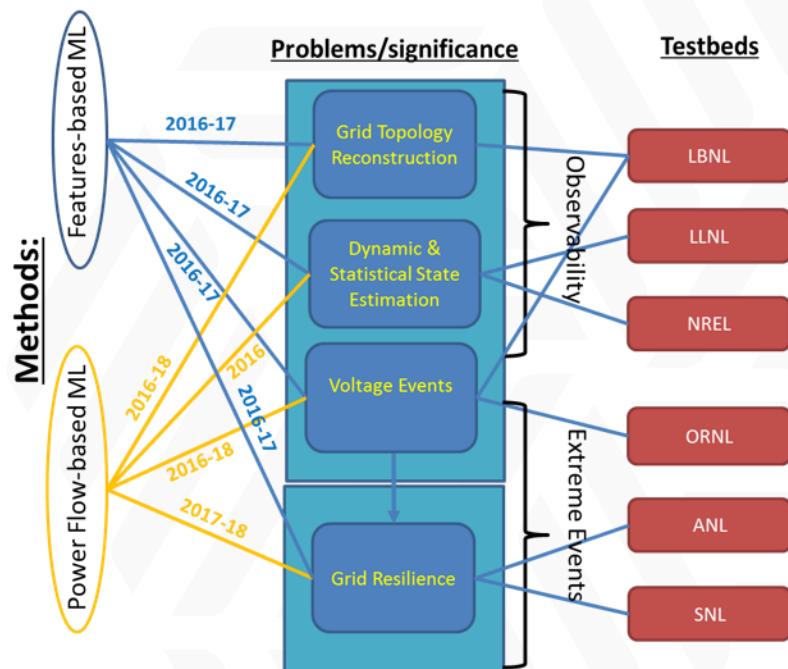 Problems/significance
Testbeds
Methods:
Features-based ML
Power Flow-based ML
2016-17
2016-17
2016-17
2016-17
2016-18
2016
2016-18
2017-18
Grid Topology
Reconstruction
Dynamic &
Statistical State
Estimation
Voltage Events
Grid Resilience
Observability
Extreme Events
LBNL
LLNL
NREL
ORNL
ANL
SNL